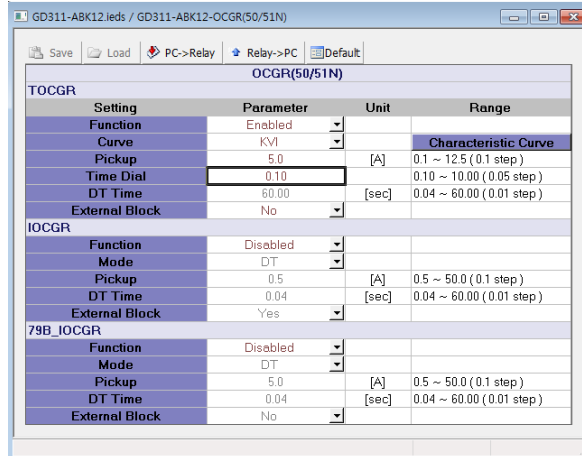 GD311-ABK12.ieds / GD311-ABK12-OCGR(50/51N)
Save Load PC->Relay Relay->PC Default
OCGR(50/51N)
TOCGR
Setting Parameter Unit Range
Function Enabled
Curve KVI Characteristic Curve
Pickup 5.0 [A] 0.1 ~ 12.5 ( 0.1 step )
Time Dial 0.10 0.10 ~ 10.00 ( 0.05 step )
DT Time 60.00 [sec] 0.04 ~ 60.00 ( 0.01 step )
External Block No
IOCGR
Function Disabled
Mode DT
Pickup 0.5 [A] 0.5 ~ 50.0 ( 0.1 step )
DT Time 0.04 [sec] 0.04 ~ 60.00 ( 0.01 step )
External Block Yes
79B_IOCGR
Function Disabled
Mode DT
Pickup 5.0 [A] 0.5 ~ 50.0 ( 0.1 step )
DT Time 0.04 [sec] 0.04 ~ 60.00 ( 0.01 step )
External Block No